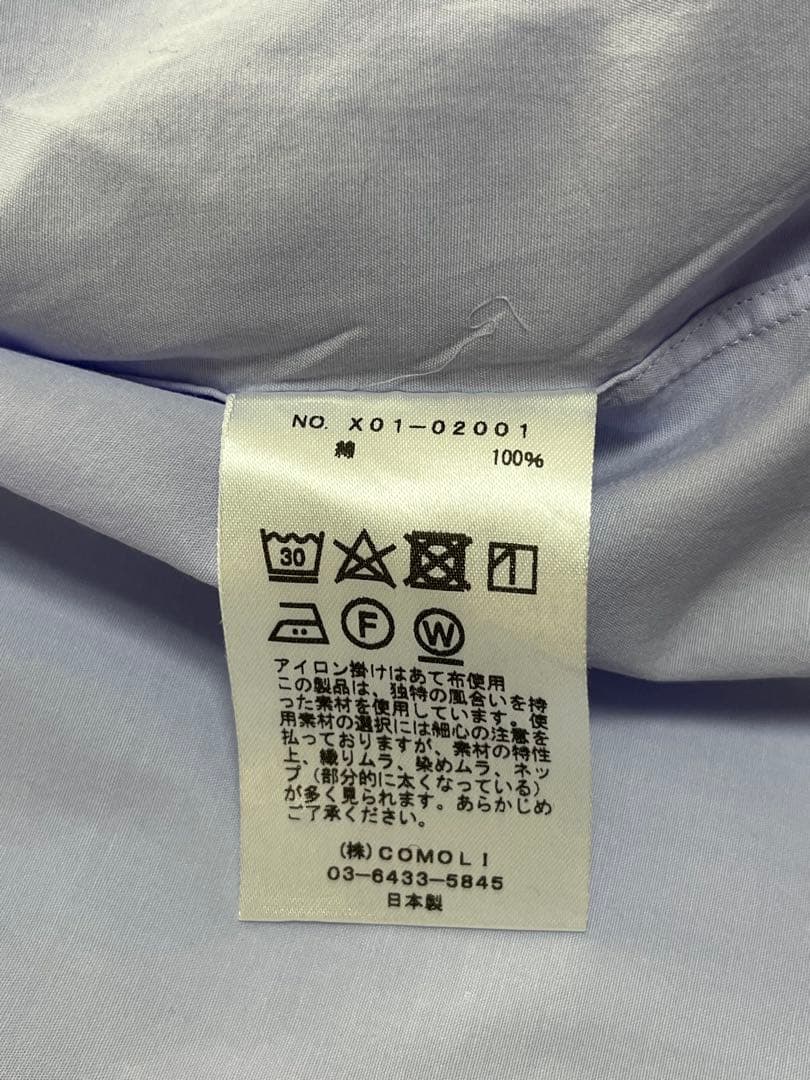 NO. X01-02001
綿 100%
30
F W
アイロン掛けはあて布使用
この製品は、独特の風合いを持
った素材を使用しています。使
用素材の選択には細心の注意を
払っておりますが、素材の特性
上、織りムラ、染めムラ、ネッ
プ(部分的に太くなっている)
が多く見られます。あらかじめ
ご了承ください。
(株)COMOLI
03-6433-5845
日本製